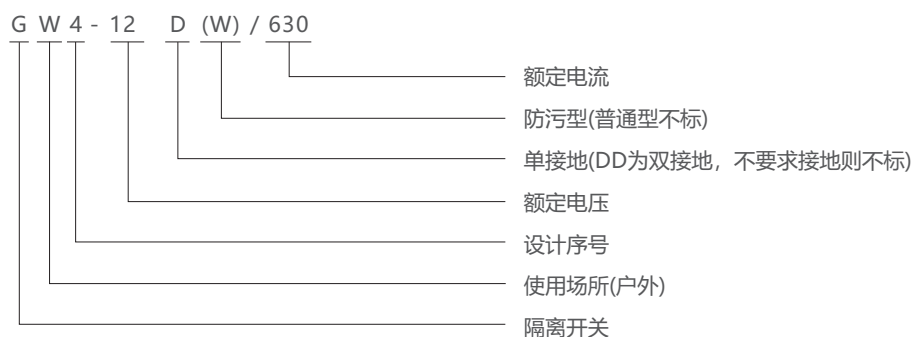 G W 4 - 12 D (W) / 630
额定电流
防污型(普通型不标)
单接地(DD为双接地，不要求接地则不标)
额定电压
设计序号
使用场所(户外)
隔离开关